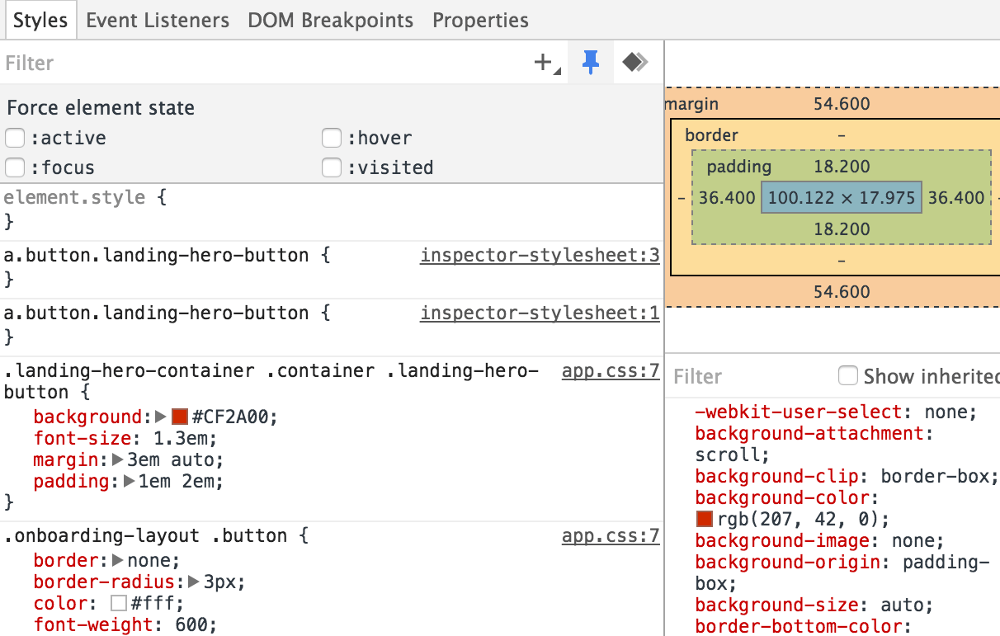 Styles Event Listeners DOM Breakpoints Properties
Filter
Force element state
:active :hover
:focus :visited
element.style {
}
a.button.landing-hero-button { inspector-stylesheet:3
}
a.button.landing-hero-button { inspector-stylesheet:1
}
.landing-hero-container .container .landing-hero- app.css:7
button {
background: #CF2A00;
font-size: 1.3em;
margin: 3em auto;
padding: 1em 2em;
}
.onboarding-layout .button { app.css:7
border: none;
border-radius: 3px;
color: #fff;
font-weight: 600;
margin 54.600
border –
padding 18.200
– 36.400 100.122 × 17.975 36.400
18.200
–
54.600
Filter Show inherited
-webkit-user-select: none;
background-attachment:
scroll;
background-clip: border-box;
background-color:
rgb(207, 42, 0);
background-image: none;
background-origin: padding-
box;
background-size: auto;
border-bottom-color: